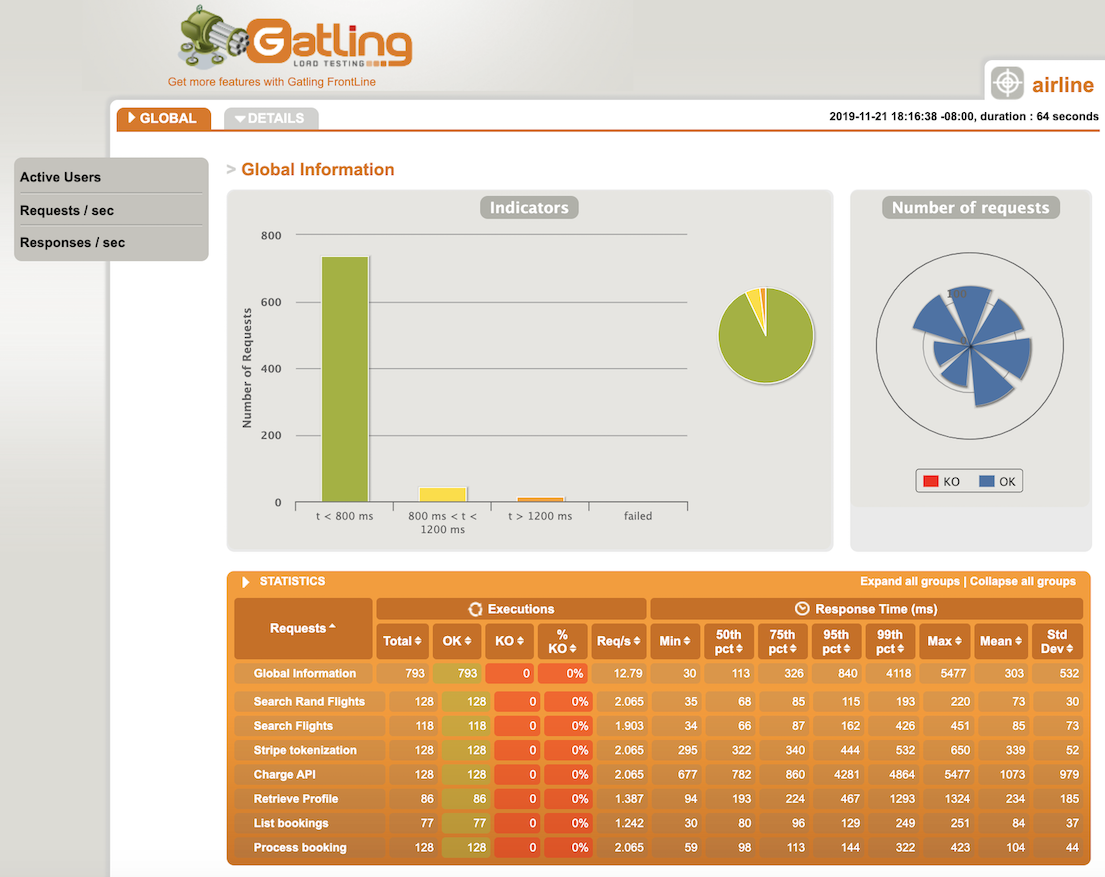 Gatling
LOAD TESTING
Get more features with Gatling FrontLine
airline
GLOBAL
DETAILS
2019-11-21 18:16:38 -08:00, duration : 64 seconds
Active Users
Requests / sec
Responses / sec
> Global Information
Indicators
Number of Requests
800
600
400
200
0
t < 800 ms
800 ms < t <
1200 ms
t > 1200 ms
failed
Number of requests
KO
OK
STATISTICS
Expand all groups | Collapse all groups
Requests
Executions
Response Time (ms)
Total
OK
KO
%
KO
Req/s
Min
50th
pct
75th
pct
95th
pct
99th
pct
Max
Mean
Std
Dev
Global Information 793 793 0 0% 12.79 30 113 326 840 4118 5477 303 532
Search Rand Flights 128 128 0 0% 2.065 35 68 85 115 193 220 73 30
Search Flights 118 118 0 0% 1.903 34 66 87 162 426 451 85 73
Stripe tokenization 128 128 0 0% 2.065 295 322 340 444 532 650 339 52
Charge API 128 128 0 0% 2.065 677 782 860 4281 4864 5477 1073 979
Retrieve Profile 86 86 0 0% 1.387 94 193 224 467 1293 1324 234 185
List bookings 77 77 0 0% 1.242 30 80 96 129 249 251 84 37
Process booking 128 128 0 0% 2.065 59 98 113 144 322 423 104 44